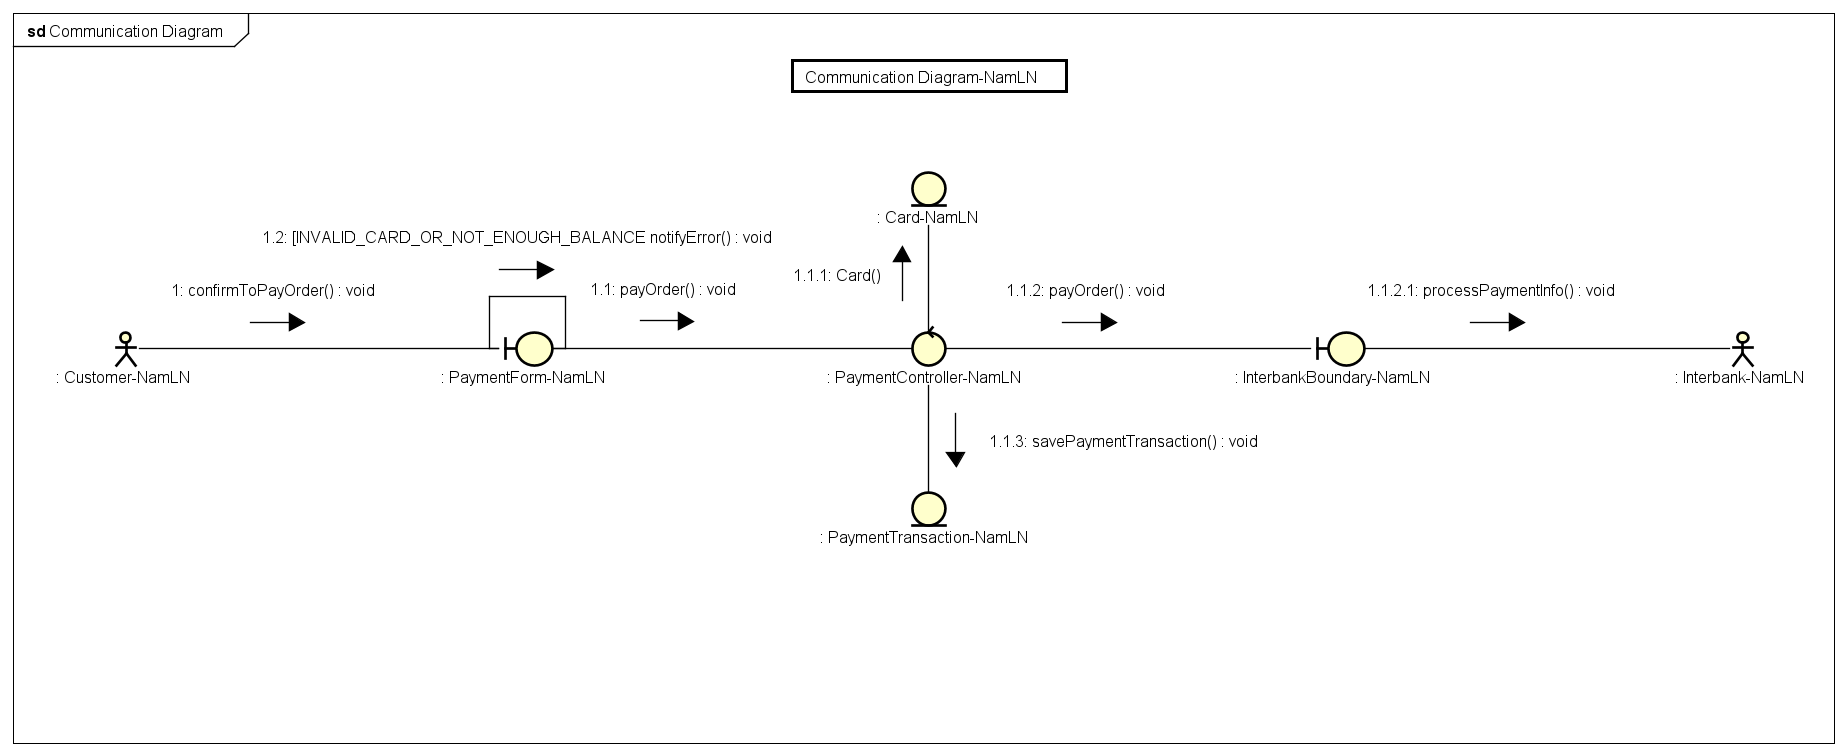 sd Communication Diagram
Communication Diagram-NamLN
: Card-NamLN
1.2: [INVALID_CARD_OR_NOT_ENOUGH_BALANCE notifyError() : void
1.1.1: Card()
1: confirmToPayOrder() : void
1.1: payOrder() : void
1.1.2: payOrder() : void
1.1.2.1: processPaymentInfo() : void
: Customer-NamLN
: PaymentForm-NamLN
: PaymentController-NamLN
: InterbankBoundary-NamLN
: Interbank-NamLN
1.1.3: savePaymentTransaction() : void
: PaymentTransaction-NamLN